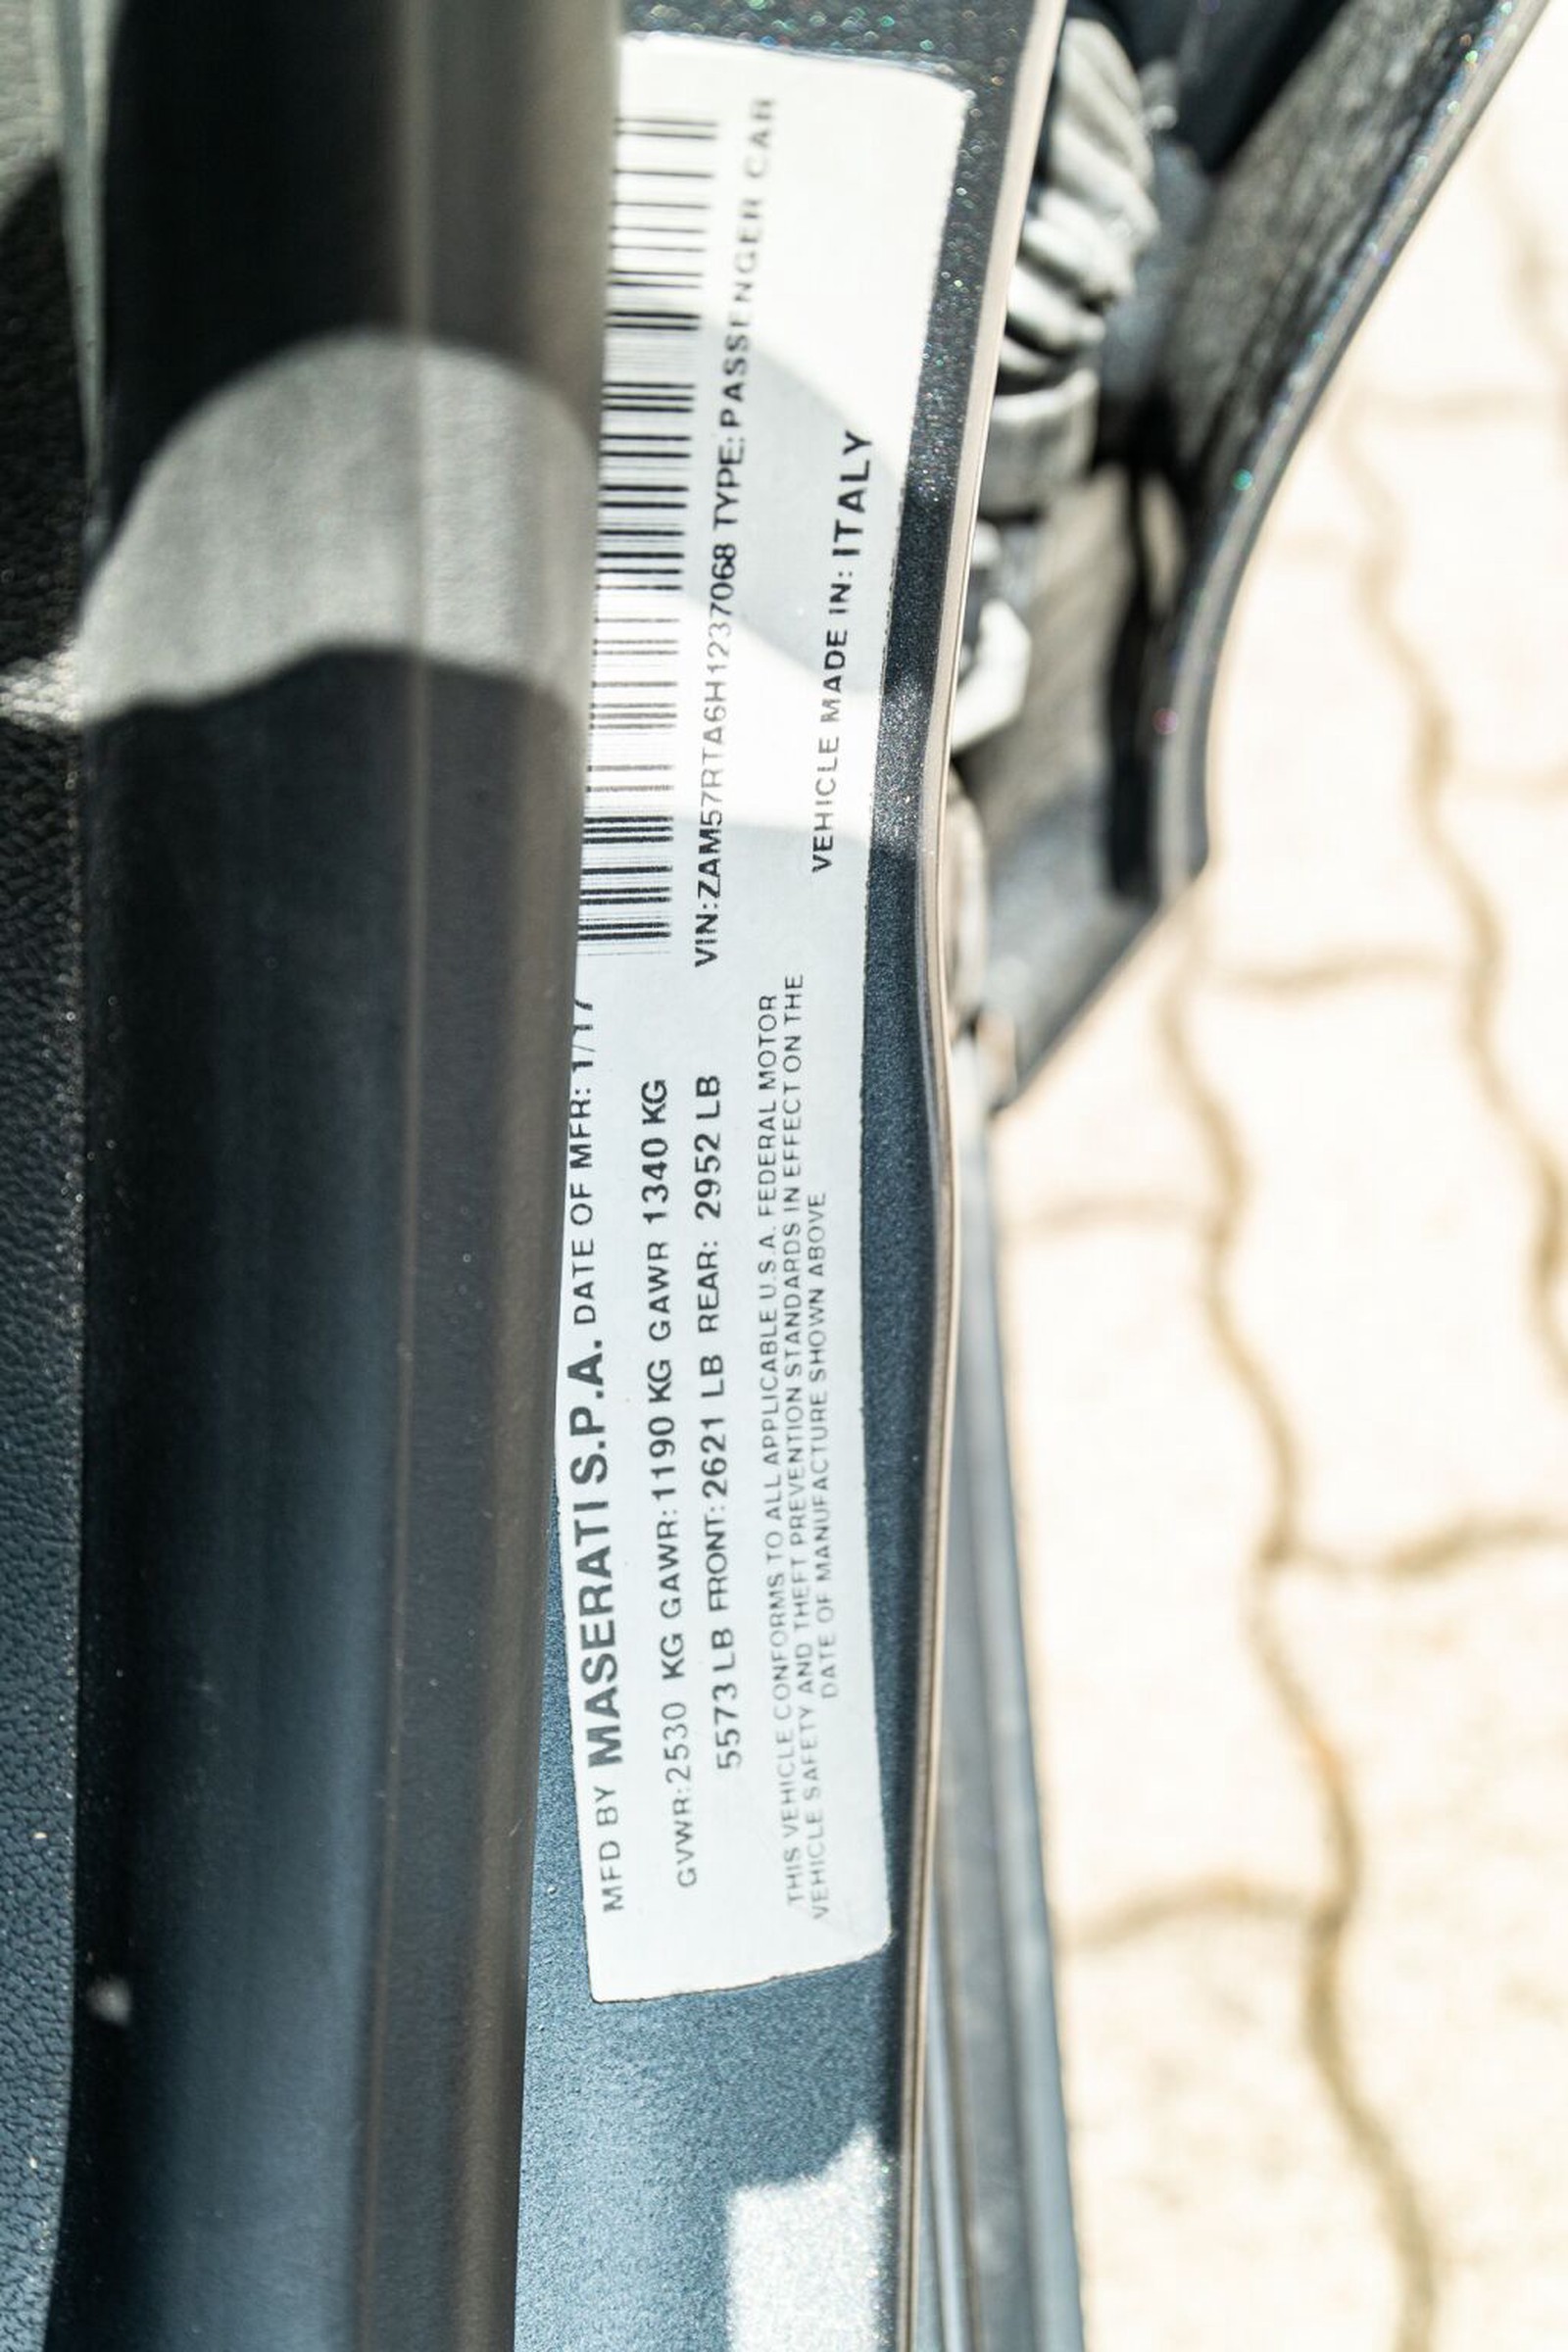 MFD BY MASERATI S.P.A. DATE OF MFR: 1/17
GVWR:2530 KG GAWR:1190 KG GAWR 1340 KG
5573 LB FRONT:2621 LB REAR: 2952 LB
THIS VEHICLE CONFORMS TO ALL APPLICABLE U.S.A. FEDERAL MOTOR
VEHICLE SAFETY AND THEFT PREVENTION STANDARDS IN EFFECT ON THE
DATE OF MANUFACTURE SHOWN ABOVE
VIN:ZAM57RTA6H1237068 TYPE:PASSENGER CAR
VEHICLE MADE IN: ITALY